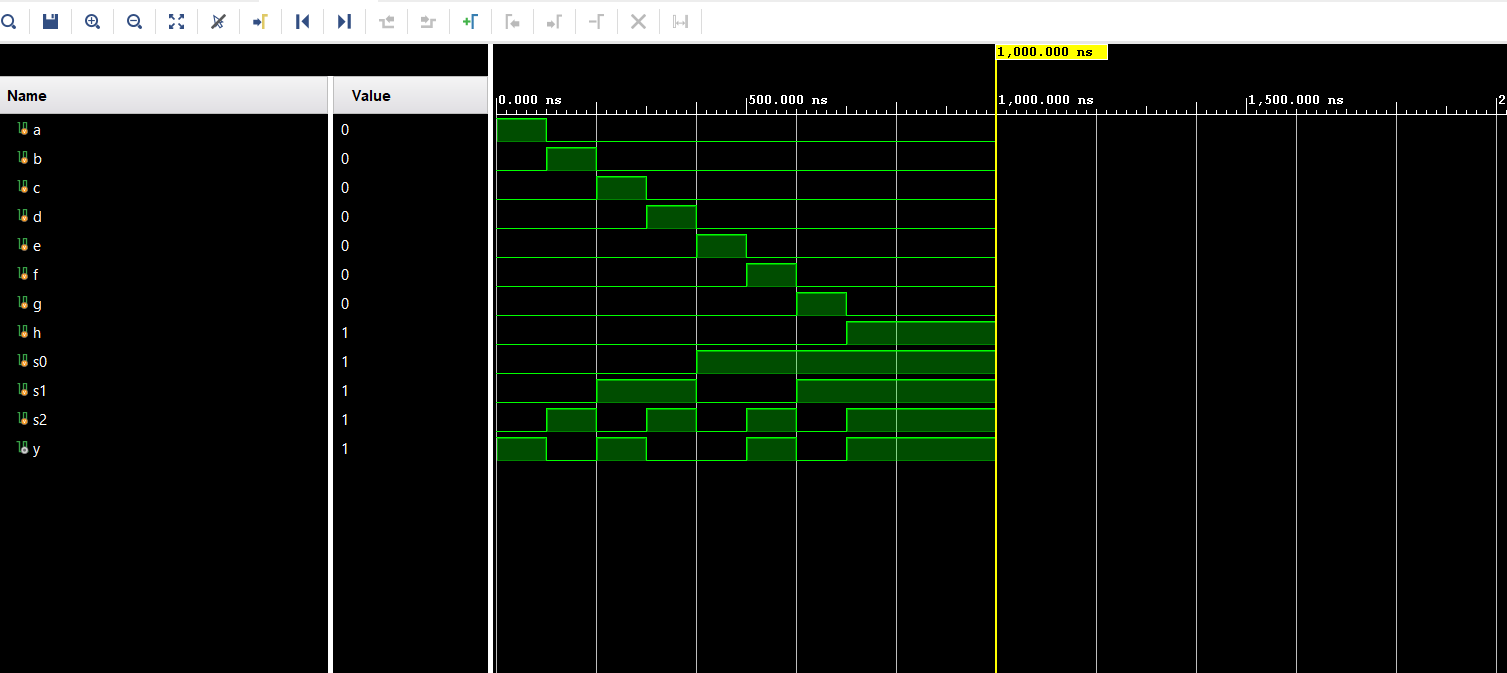 1,000.000 ns
Name Value
0.000 ns 500.000 ns 1,000.000 ns 1,500.000 ns 2
a 0
b 0
c 0
d 0
e 0
f 0
g 0
h 1
s0 1
s1 1
s2 1
y 1